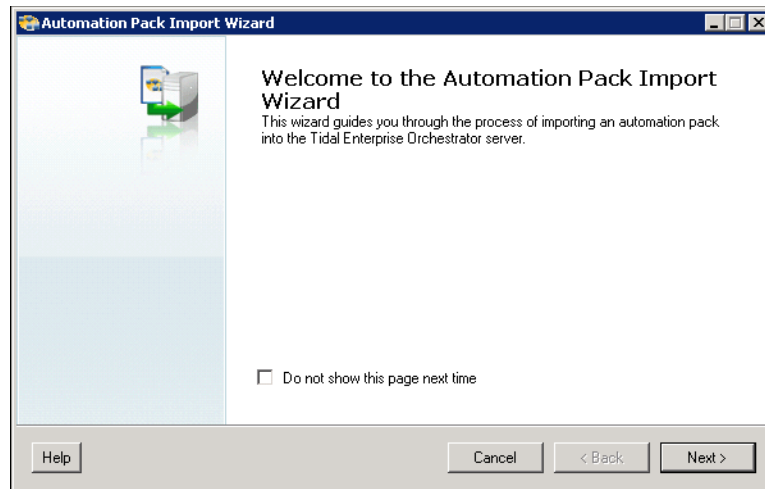 Automation Pack Import Wizard
Welcome to the Automation Pack Import
Wizard
This wizard guides you through the process of importing an automation pack
into the Tidal Enterprise Orchestrator server.
Do not show this page next time
Help
Cancel
< Back
Next >